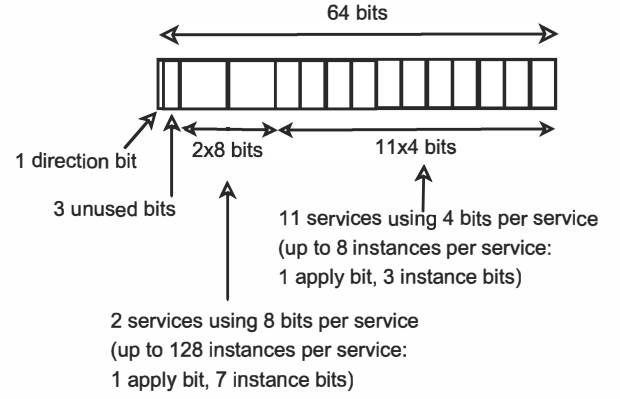 64 bits
1 direction bit
2x8 bits
11x4 bits
3 unused bits
11 services using 4 bits per service
(up to 8 instances per service:
1 apply bit, 3 instance bits)
2 services using 8 bits per service
(up to 128 instances per service:
1 apply bit, 7 instance bits)